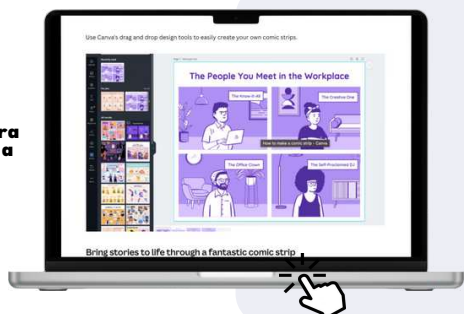 Use Canva's drag and drop design tools to easily create your own comic strips.
The People You Meet in the Workplace
The Know-It-All
The Creative One
How to make a comic strip - Canva
The Office Clown
The Self-Proclaimed DJ
ra
a
Bring stories to life through a fantastic comic strip